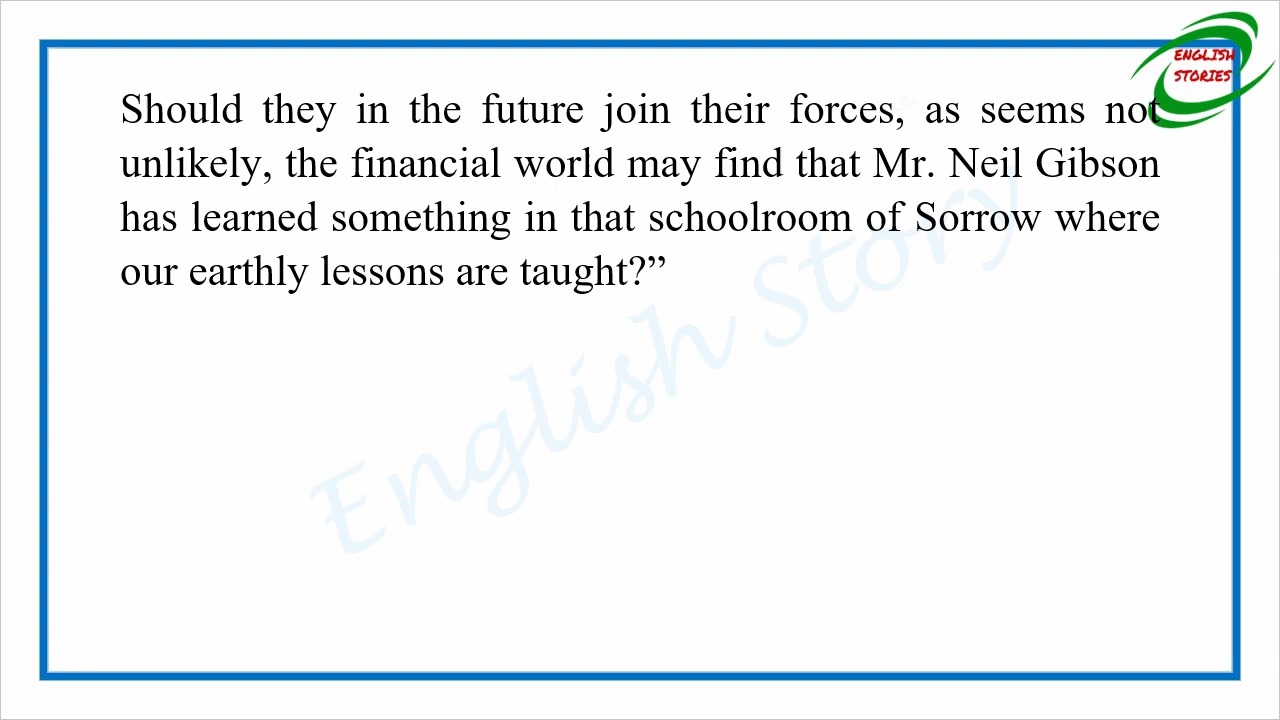 ENGLISH
STORIES
Should they in the future join their forces, as seems not
unlikely, the financial world may find that Mr. Neil Gibson
has learned something in that schoolroom of Sorrow where
our earthly lessons are taught?”
English Story